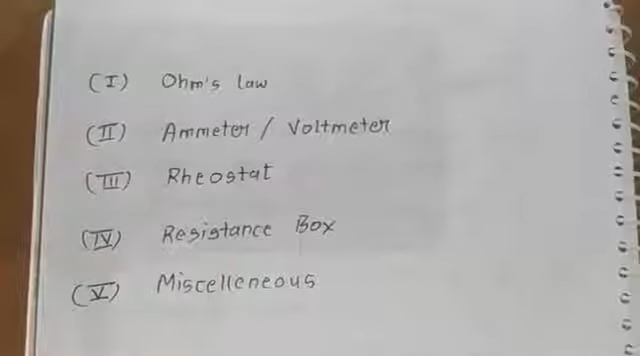 (I) Ohm's law
(II) Ammeter / Voltmeter
(III) Rheostat
(IV) Resistance Box
(V) Miscelleneous